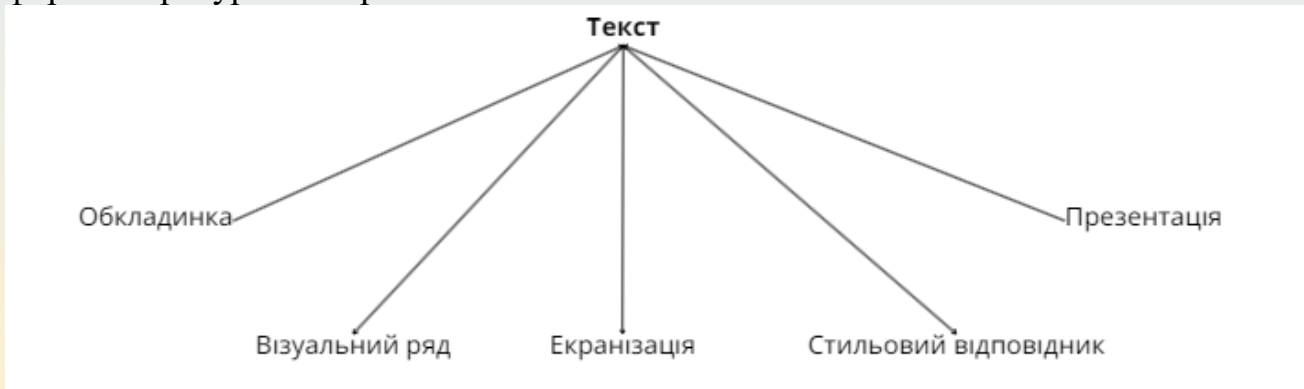 Текст
Обкладинка
Презентація
Візуальний ряд
Екранізація
Стильовий відповідник